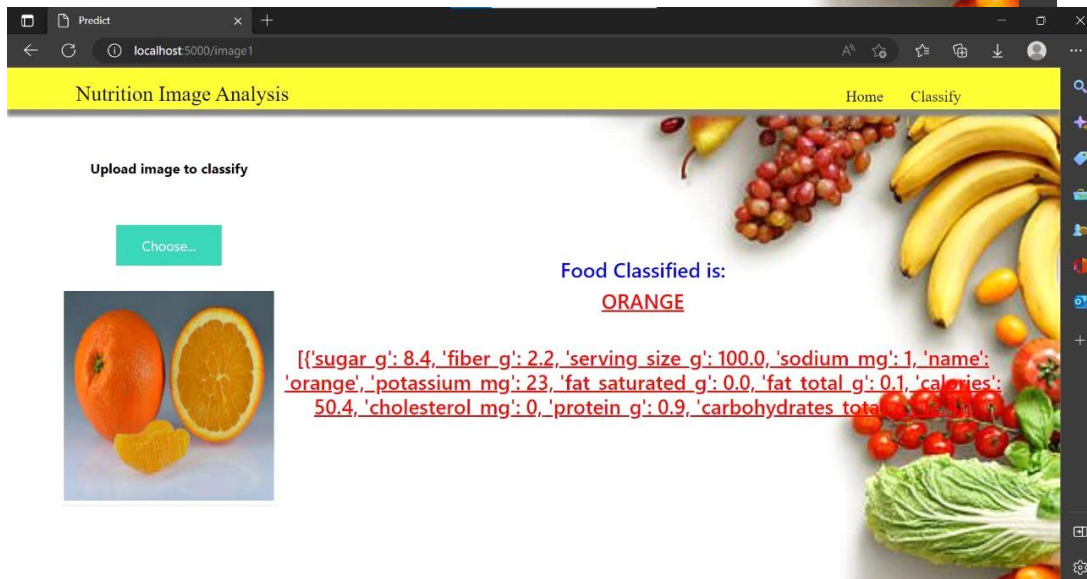 Predict
localhost:5000/image1
Nutrition Image Analysis
Home Classify
Upload image to classify
Choose...
Food Classified is:
ORANGE
[{'sugar_g': 8.4, 'fiber_g': 2.2, 'serving_size_g': 100.0, 'sodium_mg': 1, 'name':
'orange', 'potassium_mg': 23, 'fat_saturated_g': 0.0, 'fat_total_g': 0.1, 'calories':
50.4, 'cholesterol_mg': 0, 'protein_g': 0.9, 'carbohydrates_total